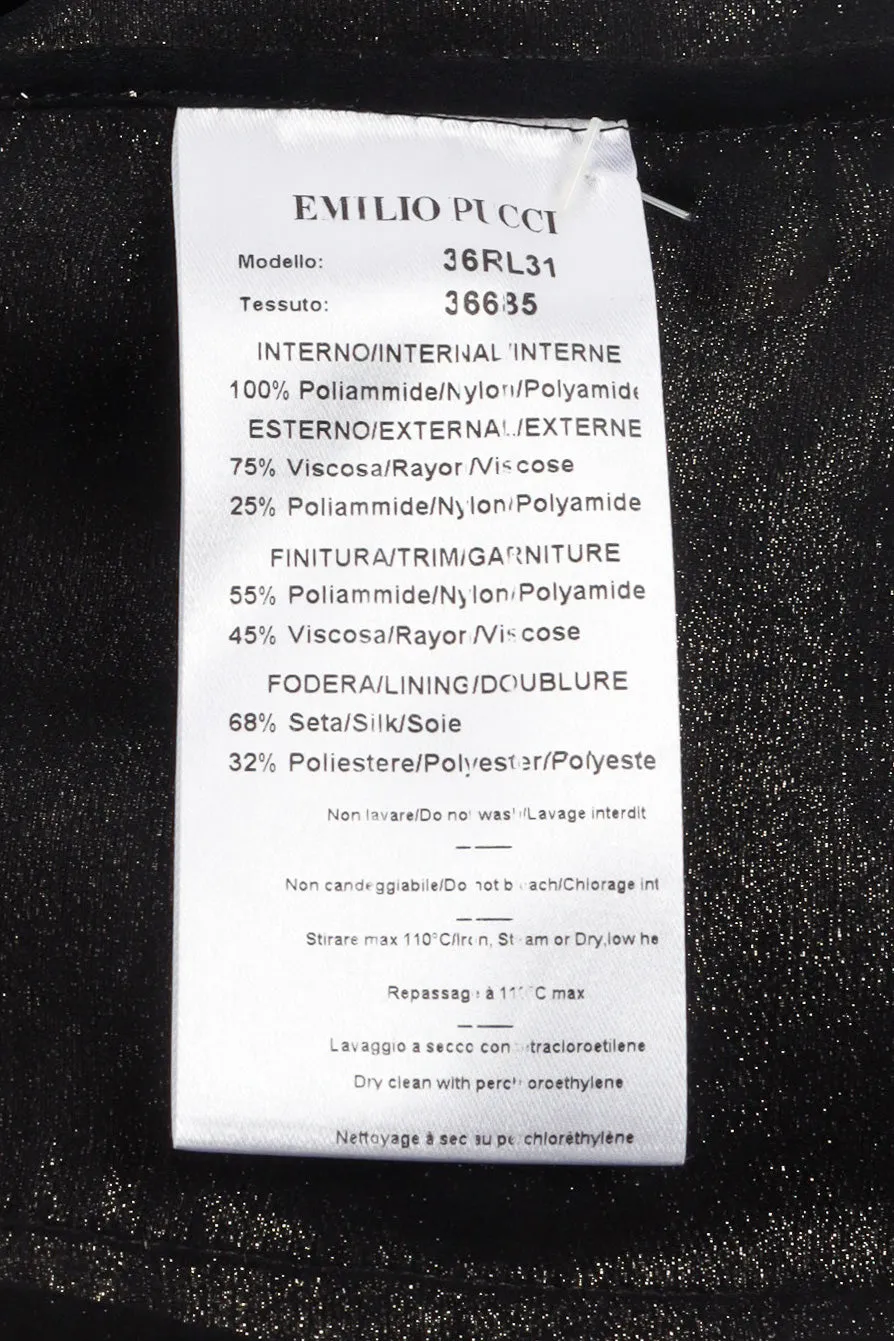 EMILIO PUCCI
Modello: 36RL31
Tessuto: 36685
INTERNO/INTERNAL/INTERNE
100% Poliammide/Nylon/Polyamide
ESTERNO/EXTERNAL/EXTERNE
75% Viscosa/Rayon/Viscose
25% Poliammide/Nylon/Polyamide
FINITURA/TRIM/GARNITURE
55% Poliammide/Nylon/Polyamide
45% Viscosa/Rayon/Viscose
FODERA/LINING/DOUBLURE
68% Seta/Silk/Soie
32% Poliestere/Polyester/Polyeste
Non lavare/Do not wash/Lavage interdit
Non candeggiabile/Do not bleach/Chlorage int
Stirare max 110°C/Iron, Steam or Dry,low he
Repassage à 110°C max
Lavaggio a secco con tetracloroetilene
Dry clean with perchloroethylene
Nettoyage à sec au perchloréthylène